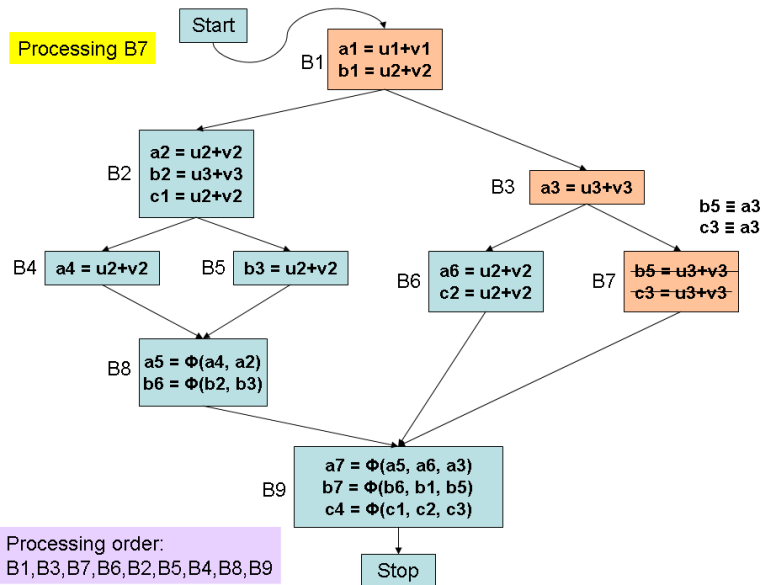 Start
Processing B7
B1
a1 = u1+v1
b1 = u2+v2
B2
a2 = u2+v2
b2 = u3+v3
c1 = u2+v2
B3
a3 = u3+v3
b5 ≡ a3
c3 ≡ a3
B4
a4 = u2+v2
B5
b3 = u2+v2
B6
a6 = u2+v2
c2 = u2+v2
B7
b5 = u3+v3
c3 = u3+v3
B8
a5 = Φ(a4, a2)
b6 = Φ(b2, b3)
B9
a7 = Φ(a5, a6, a3)
b7 = Φ(b6, b1, b5)
c4 = Φ(c1, c2, c3)
Processing order:
B1,B3,B7,B6,B2,B5,B4,B8,B9
Stop